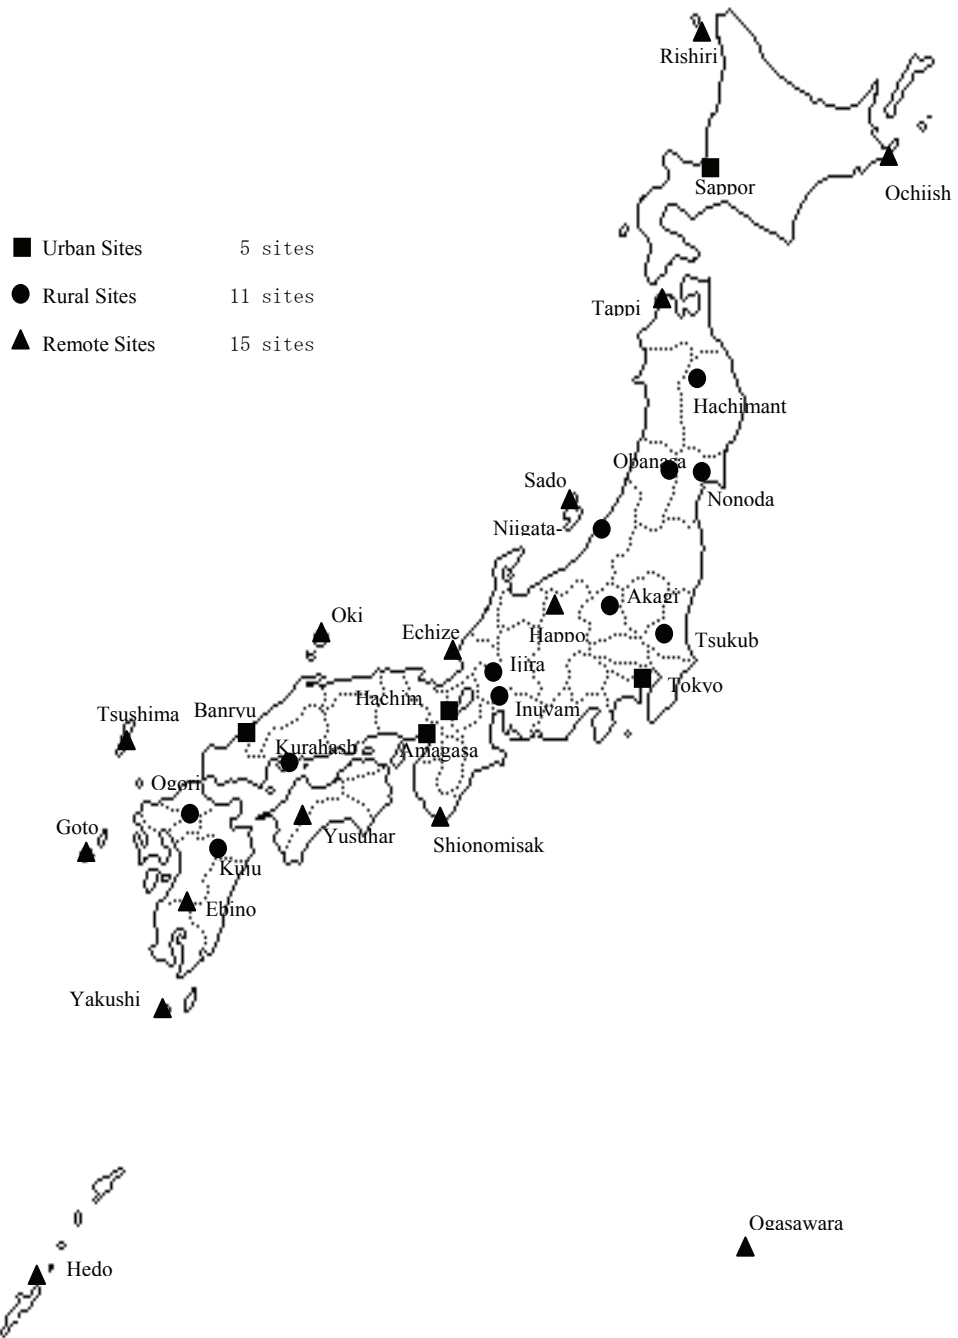 Rishiri
Sappor
Ochiish
Urban Sites 5 sites
Rural Sites 11 sites
Remote Sites 15 sites
Tappi
Hachimant
Obanasa
Sado
Nonoda
Niigata-
Akagi
Oki
Echize
Happo
Tsukub
Ijira
Tokyo
Hachim
Inuyam
Tsushima
Banryu
Kurahash
Amagasa
Ogori
Goto
Yusuhar
Shionomisak
Kuju
Ebino
Yakushi
Ogasawara
Hedo